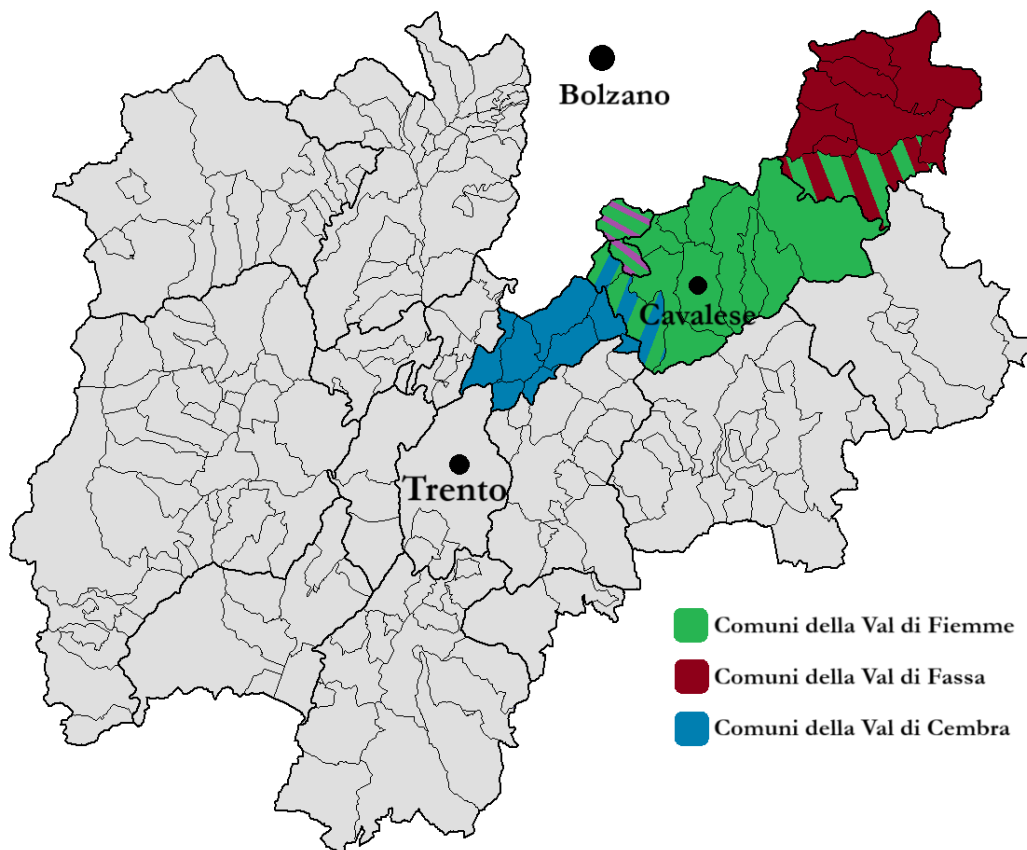 Bolzano
Cavalese
Trento
Comuni della Val di Fiemme
Comuni della Val di Fassa
Comuni della Val di Cembra